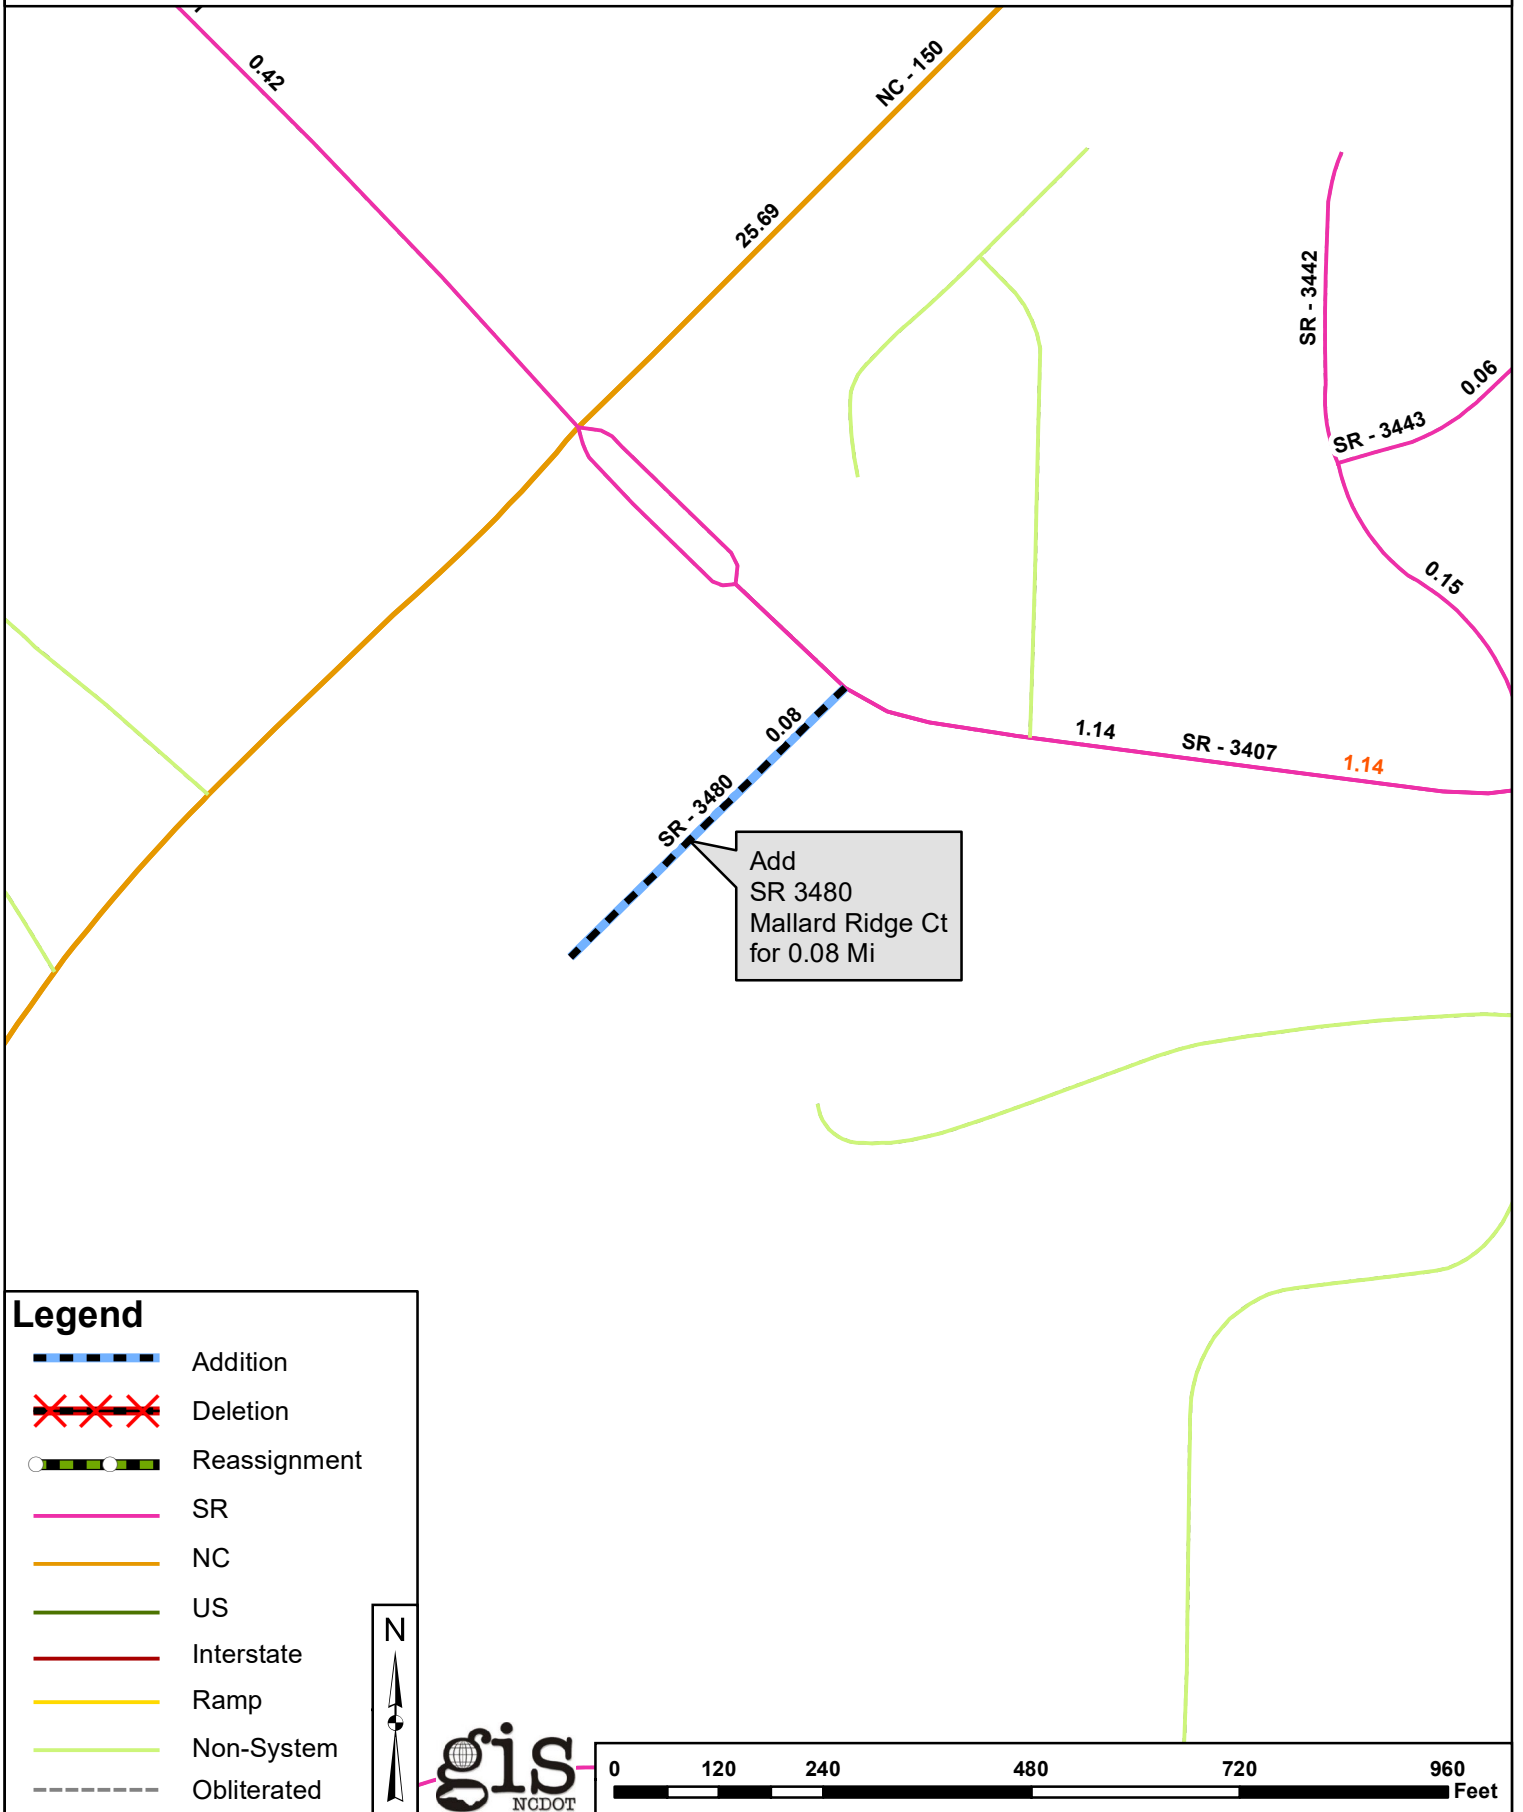 0.42
NC - 150
25.69
SR - 3442
0.06
SR - 3443
0.15
0.08
1.14
SR - 3407
1.14
SR - 3480
Add
SR 3480
Mallard Ridge Ct
for 0.08 Mi
Legend
Addition
Deletion
Reassignment
SR
NC
US
Interstate
Ramp
Non-System
Obliterated
N
gis
NCDOT
0 120 240 480 720 960
Feet